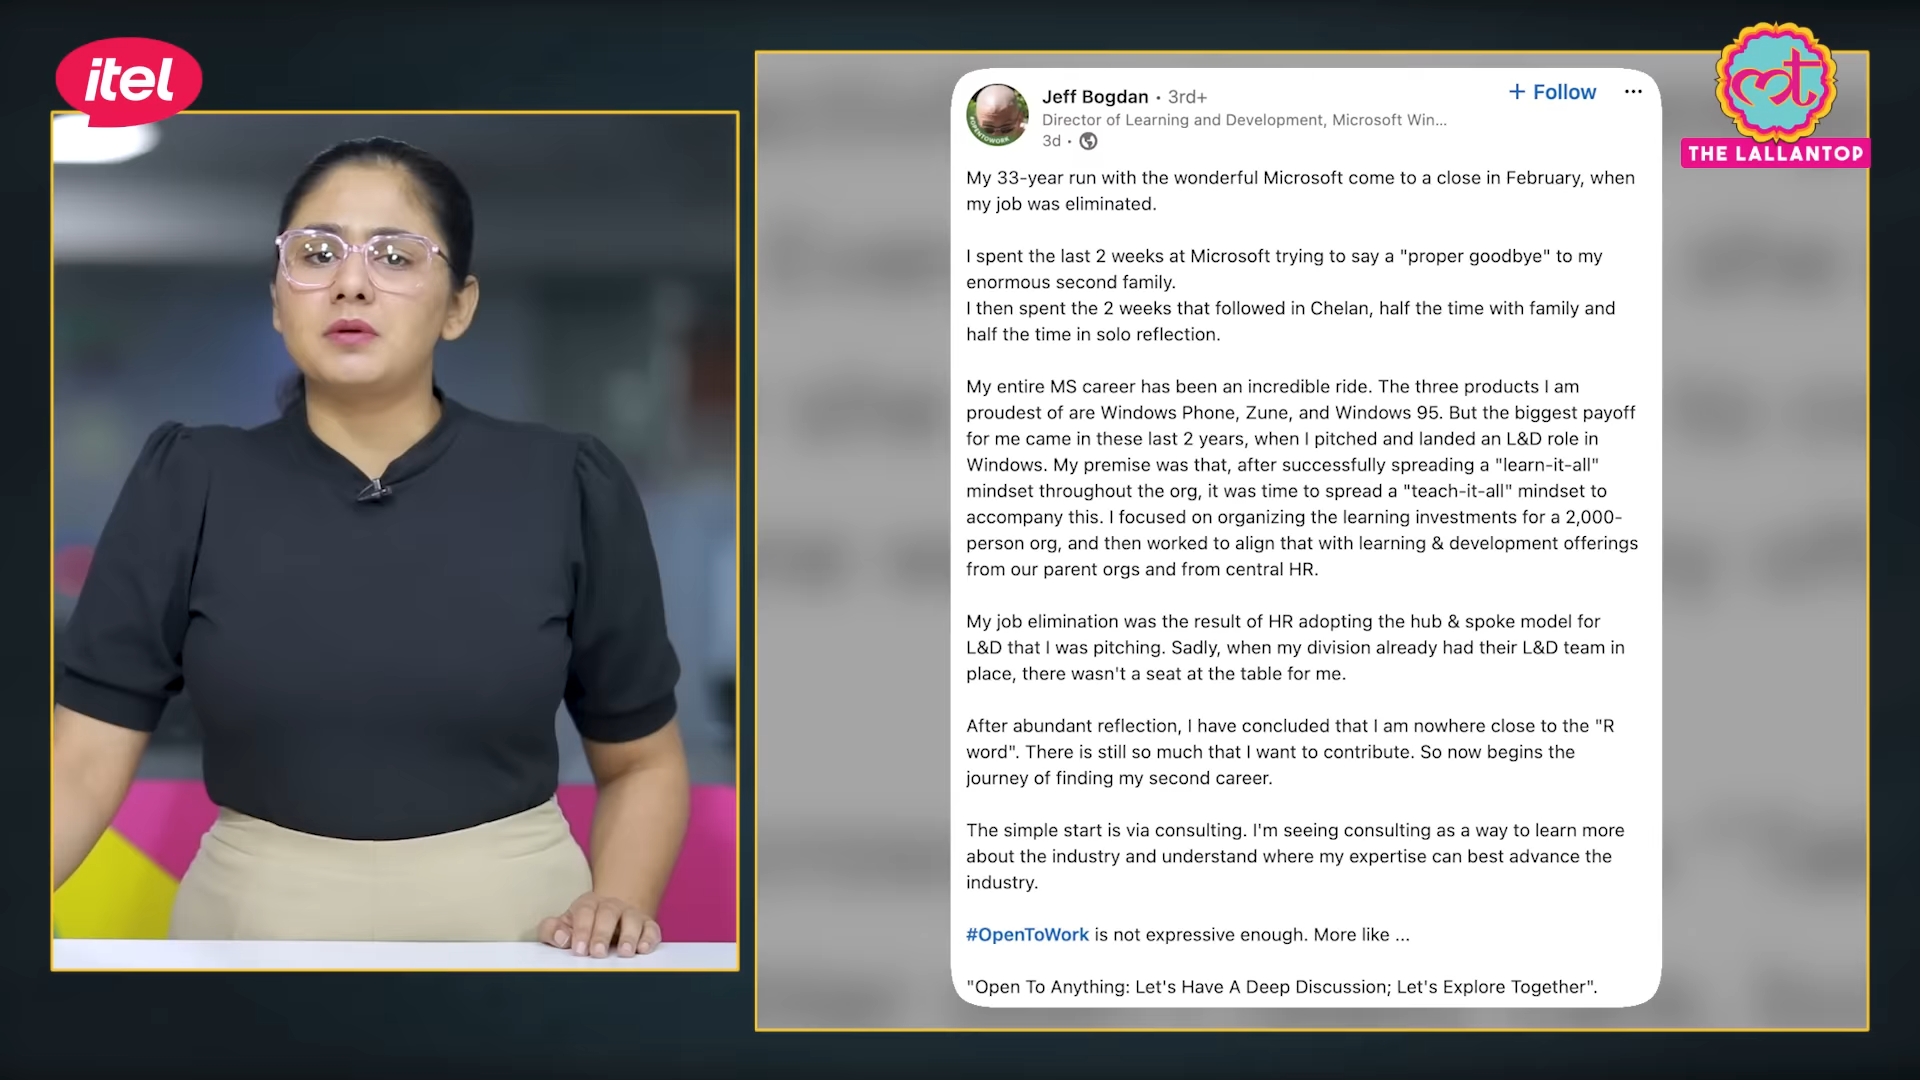 itel
THE LALLANTOP
Jeff Bogdan • 3rd+
+ Follow
Director of Learning and Development, Microsoft Win...
3d •
#OPENTOWORK
My 33-year run with the wonderful Microsoft come to a close in February, when
my job was eliminated.
I spent the last 2 weeks at Microsoft trying to say a "proper goodbye" to my
enormous second family.
I then spent the 2 weeks that followed in Chelan, half the time with family and
half the time in solo reflection.
My entire MS career has been an incredible ride. The three products I am
proudest of are Windows Phone, Zune, and Windows 95. But the biggest payoff
for me came in these last 2 years, when I pitched and landed an L&D role in
Windows. My premise was that, after successfully spreading a "learn-it-all"
mindset throughout the org, it was time to spread a "teach-it-all" mindset to
accompany this. I focused on organizing the learning investments for a 2,000-
person org, and then worked to align that with learning & development offerings
from our parent orgs and from central HR.
My job elimination was the result of HR adopting the hub & spoke model for
L&D that I was pitching. Sadly, when my division already had their L&D team in
place, there wasn't a seat at the table for me.
After abundant reflection, I have concluded that I am nowhere close to the "R
word". There is still so much that I want to contribute. So now begins the
journey of finding my second career.
The simple start is via consulting. I'm seeing consulting as a way to learn more
about the industry and understand where my expertise can best advance the
industry.
#OpenToWork is not expressive enough. More like ...
"Open To Anything: Let's Have A Deep Discussion; Let's Explore Together".